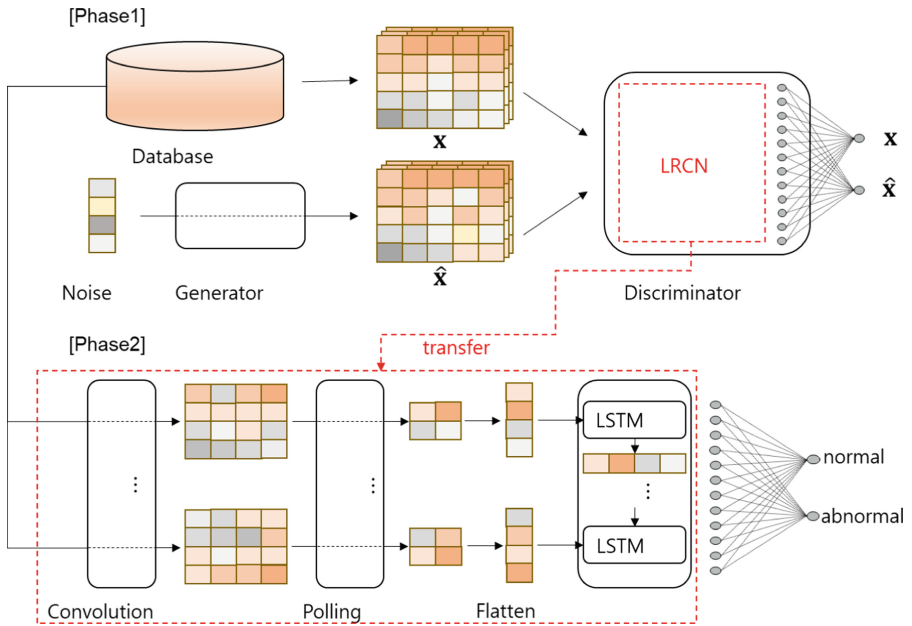 [Phase1]
Database
x
LRCN
x
x̂
Noise
Generator
x̂
Discriminator
[Phase2]
transfer
LSTM
normal
⋮
⋮
⋮
abnormal
LSTM
Convolution
Polling
Flatten